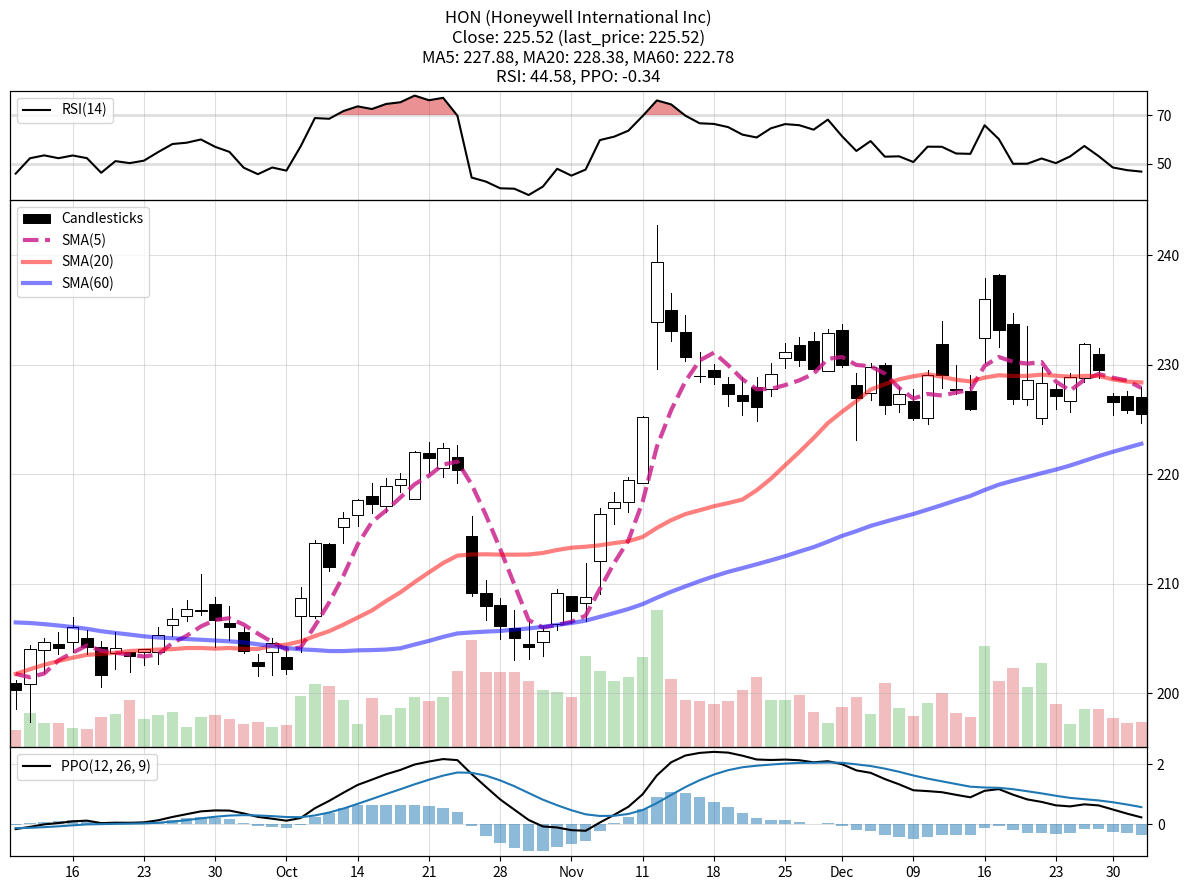 HON (Honeywell International Inc)
Close: 225.52 (last_price: 225.52)
MA5: 227.88, MA20: 228.38, MA60: 222.78
RSI: 44.58, PPO: -0.34
RSI(14)
70
50
Candlesticks
SMA(5)
SMA(20)
SMA(60)
240
230
220
210
200
PPO(12, 26, 9)
2
0
16 23 30 Oct 14 21 28 Nov 11 18 25 Dec 09 16 23 30